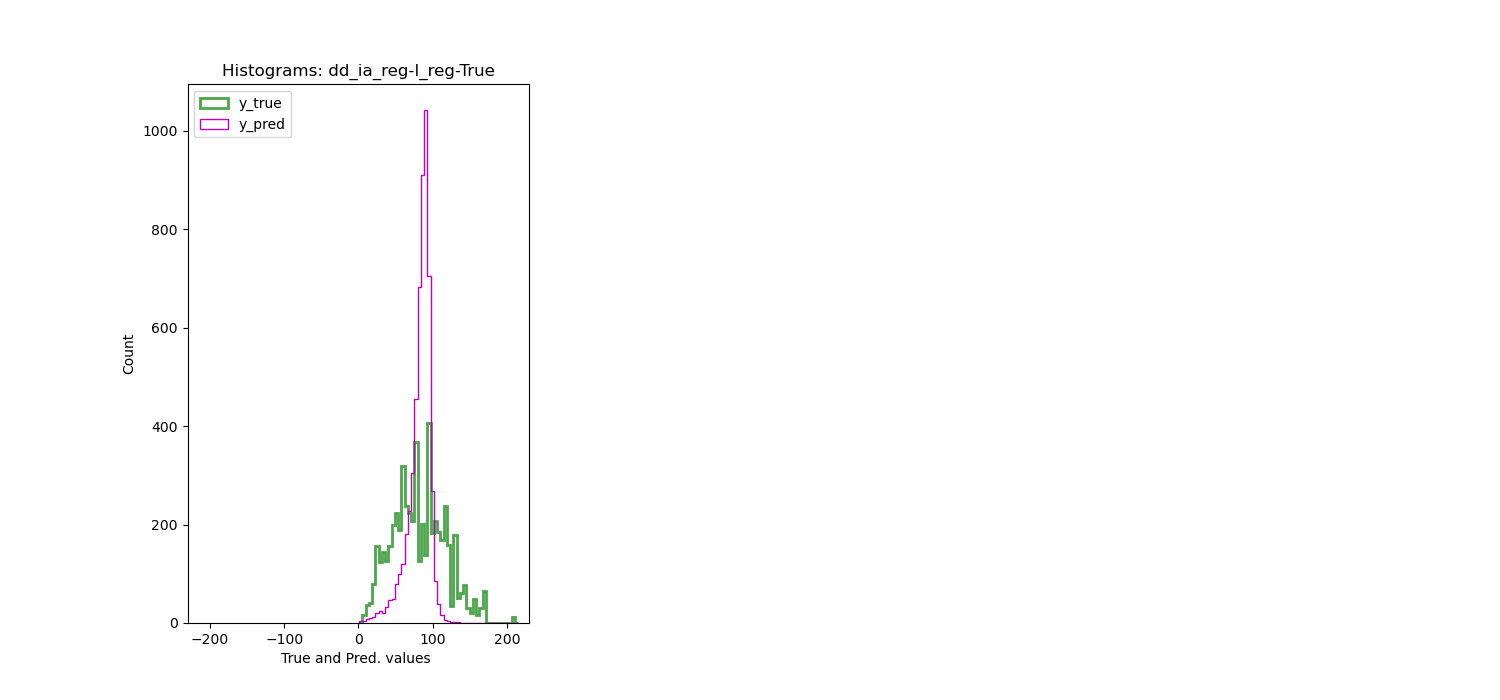 Histograms: dd_ia_reg-l_reg-True
y_true
y_pred
1000
800
600
400
200
0
Count
−200
−100
0
100
200
True and Pred. values